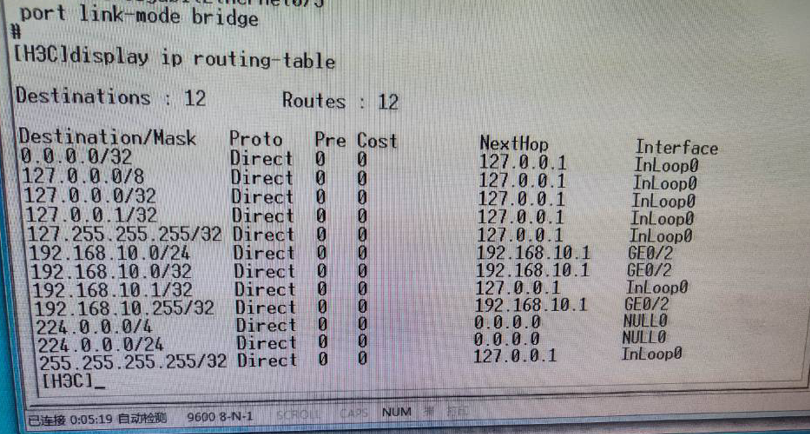 port link-mode bridge
#
[H3C]display ip routing-table
Destinations : 12 Routes : 12
Destination/Mask Proto Pre Cost NextHop Interface
0.0.0.0/32 Direct 0 0 127.0.0.1 InLoop0
127.0.0.0/8 Direct 0 0 127.0.0.1 InLoop0
127.0.0.0/32 Direct 0 0 127.0.0.1 InLoop0
127.0.0.1/32 Direct 0 0 127.0.0.1 InLoop0
127.255.255.255/32 Direct 0 0 127.0.0.1 InLoop0
192.168.10.0/24 Direct 0 0 192.168.10.1 GE0/2
192.168.10.0/32 Direct 0 0 192.168.10.1 GE0/2
192.168.10.1/32 Direct 0 0 127.0.0.1 InLoop0
192.168.10.255/32 Direct 0 0 192.168.10.1 GE0/2
224.0.0.0/4 Direct 0 0 0.0.0.0 NULL0
224.0.0.0/24 Direct 0 0 0.0.0.0 NULL0
255.255.255.255/32 Direct 0 0 127.0.0.1 InLoop0
[H3C]_
已连接 0:05:19 自动检测 9600 8-N-1 SCROLL CAPS NUM